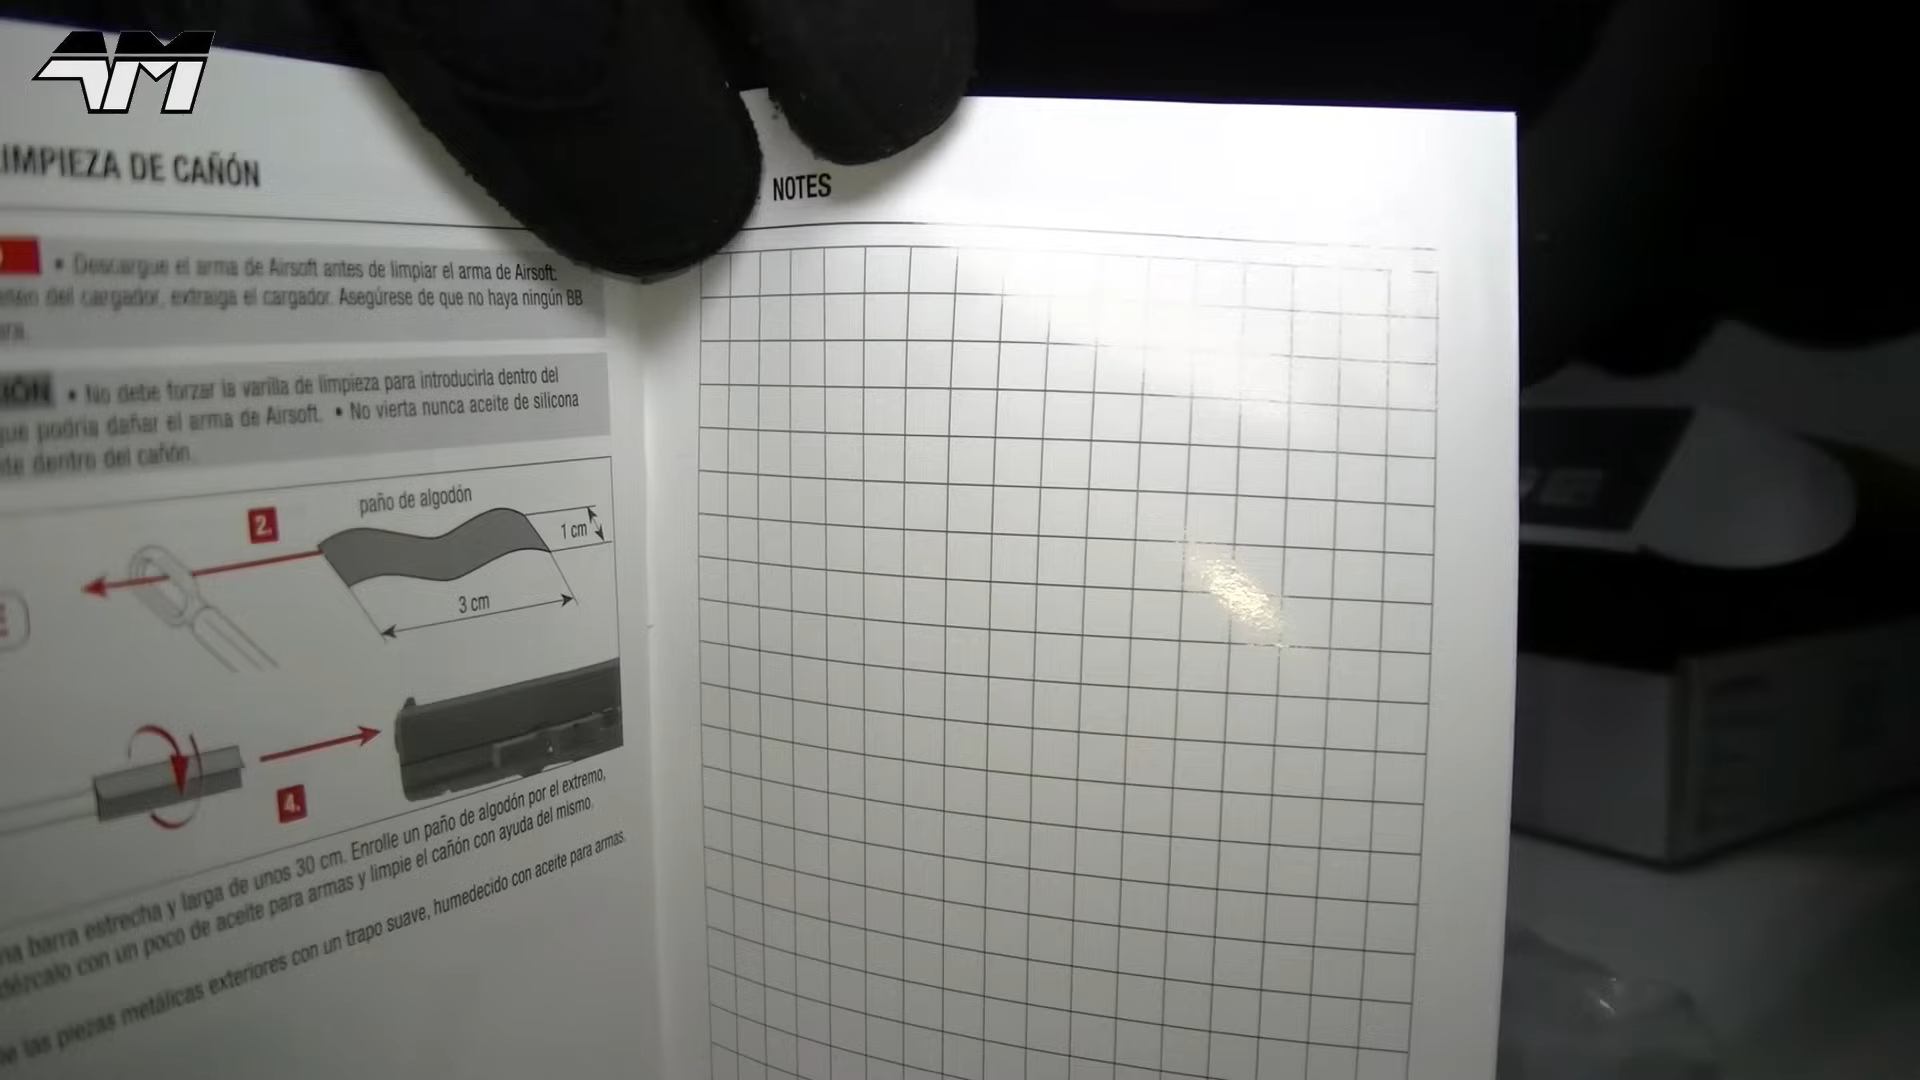 AM
IMPIEZA DE CAÑÓN
• Descargue el arma de Airsoft antes de limpiar el arma de Airsoft:
del cargador, extraiga el cargador. Asegúrese de que no haya ningún BB
• No debe forzar la varilla de limpieza para introducirla dentro del
que podría dañar el arma de Airsoft. • No vierta nunca aceite de silicona
dentro del cañón.
paño de algodón
2.
1 cm
3 cm
4.
barra estrecha y larga de unos 30 cm. Enrolle un paño de algodón por el extremo,
con un poco de aceite para armas y limpie el cañón con ayuda del mismo.
las piezas metálicas exteriores con un trapo suave, humedecido con aceite para armas.
NOTES